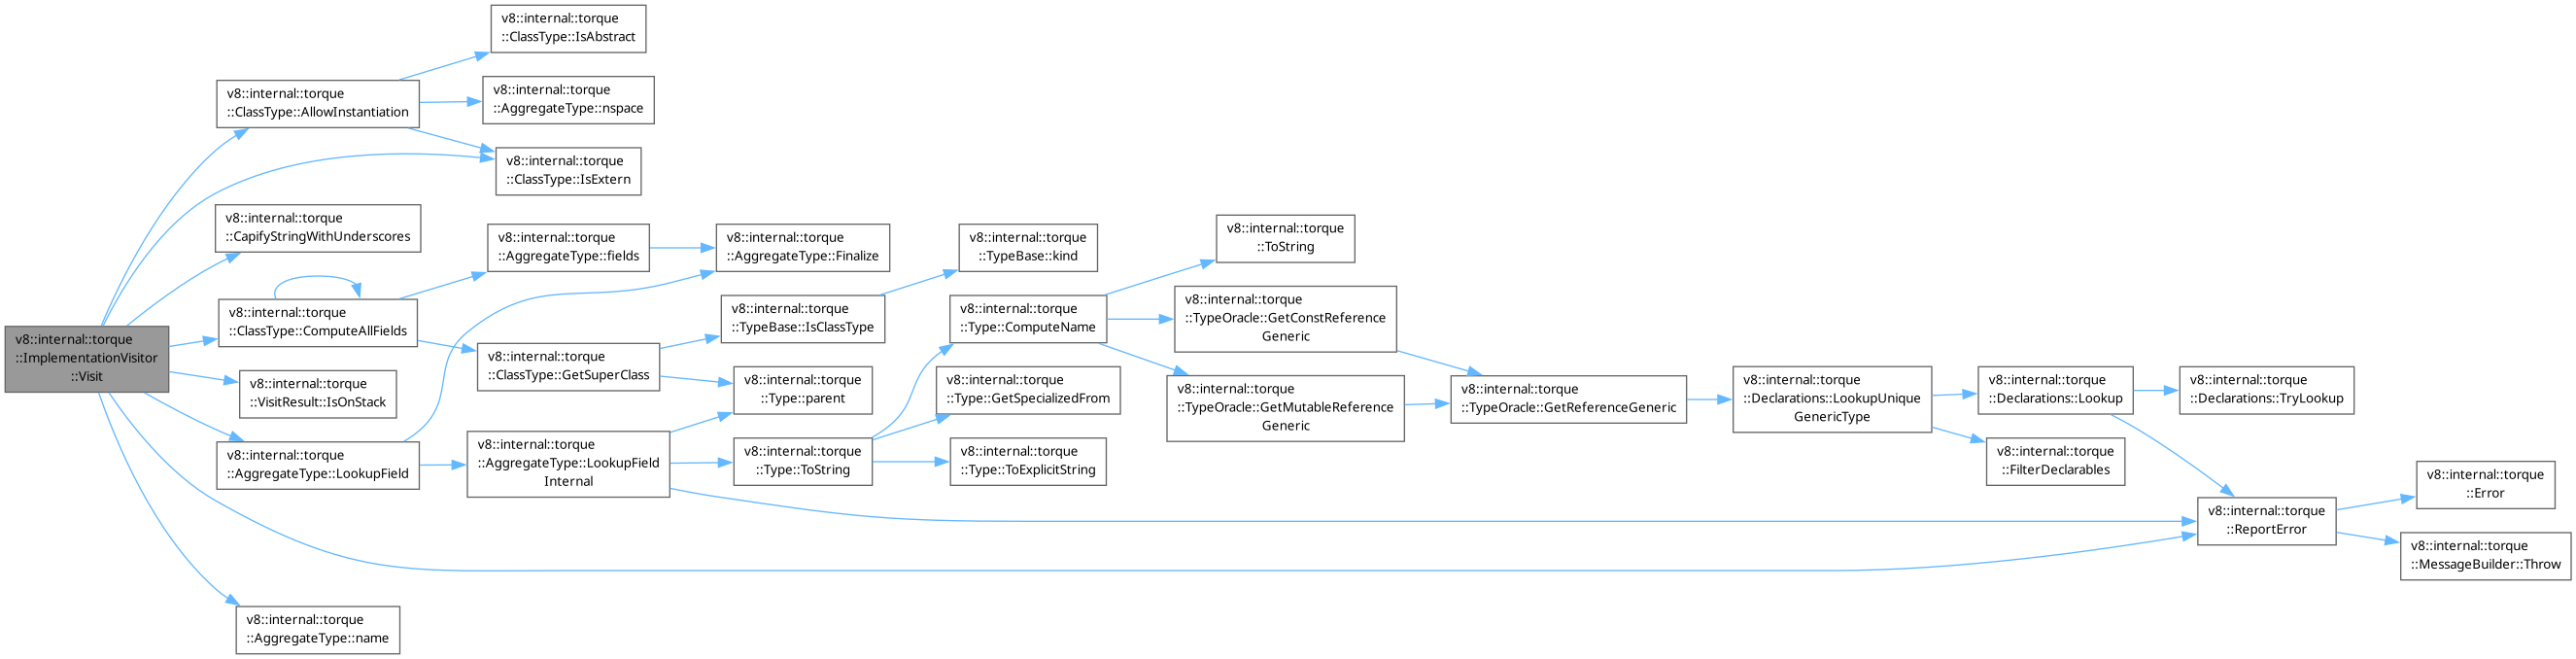 v8::internal::torque
::ImplementationVisitor
::Visit
v8::internal::torque
::ClassType::AllowInstantiation
v8::internal::torque
::ClassType::IsAbstract
v8::internal::torque
::AggregateType::nspace
v8::internal::torque
::ClassType::IsExtern
v8::internal::torque
::CapifyStringWithUnderscores
v8::internal::torque
::ClassType::ComputeAllFields
v8::internal::torque
::AggregateType::fields
v8::internal::torque
::AggregateType::Finalize
v8::internal::torque
::ClassType::GetSuperClass
v8::internal::torque
::TypeBase::IsClassType
v8::internal::torque
::TypeBase::kind
v8::internal::torque
::Type::parent
v8::internal::torque
::VisitResult::IsOnStack
v8::internal::torque
::AggregateType::LookupField
v8::internal::torque
::AggregateType::LookupField
Internal
v8::internal::torque
::Type::ToString
v8::internal::torque
::Type::ComputeName
v8::internal::torque
::Type::GetSpecializedFrom
v8::internal::torque
::Type::ToExplicitString
v8::internal::torque
::ToString
v8::internal::torque
::TypeOracle::GetConstReference
Generic
v8::internal::torque
::TypeOracle::GetMutableReference
Generic
v8::internal::torque
::TypeOracle::GetReferenceGeneric
v8::internal::torque
::Declarations::LookupUnique
GenericType
v8::internal::torque
::Declarations::Lookup
v8::internal::torque
::Declarations::TryLookup
v8::internal::torque
::FilterDeclarables
v8::internal::torque
::ReportError
v8::internal::torque
::Error
v8::internal::torque
::MessageBuilder::Throw
v8::internal::torque
::AggregateType::name